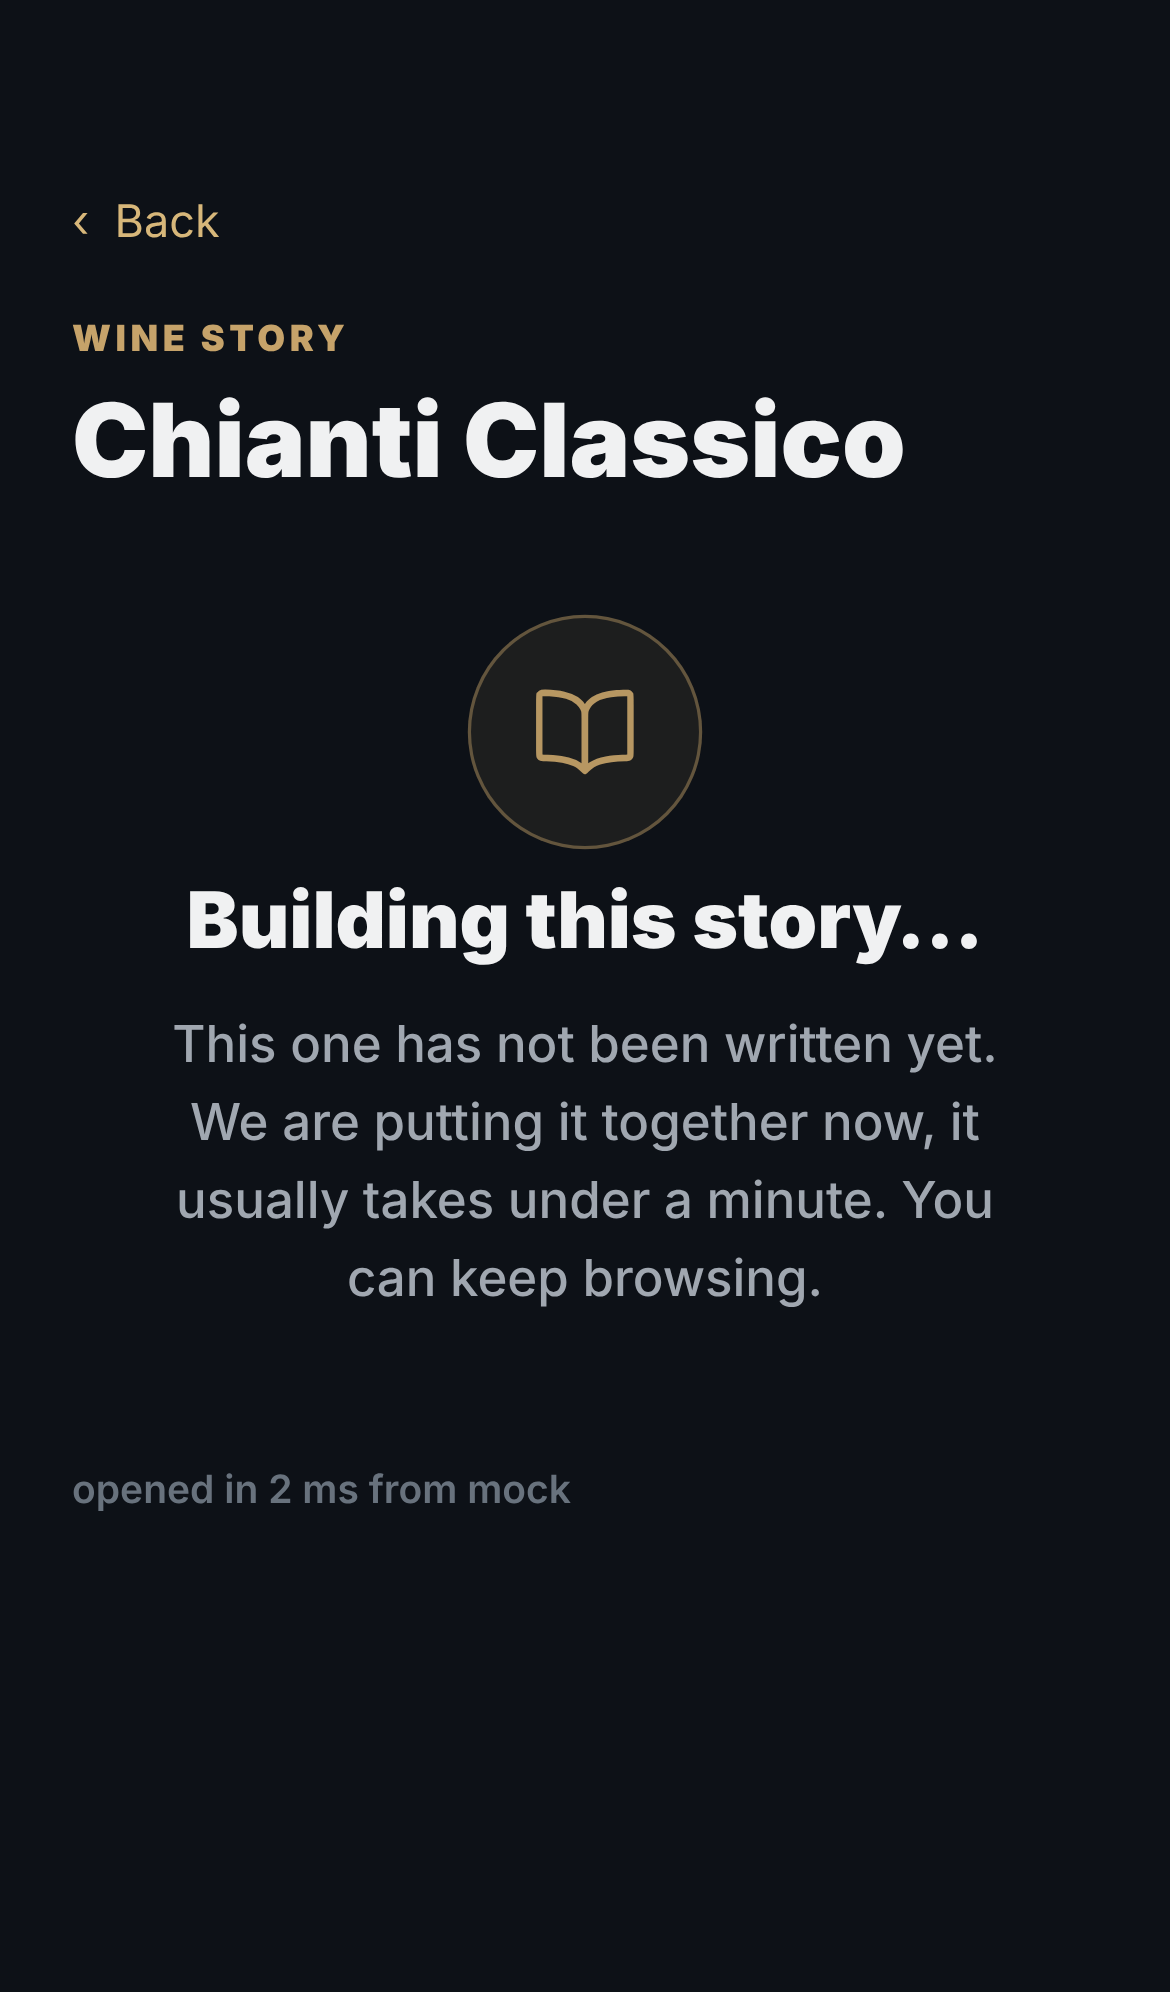 ‹ Back
WINE STORY
Chianti Classico
Building this story...
This one has not been written yet.
We are putting it together now, it
usually takes under a minute. You
can keep browsing.
opened in 2 ms from mock